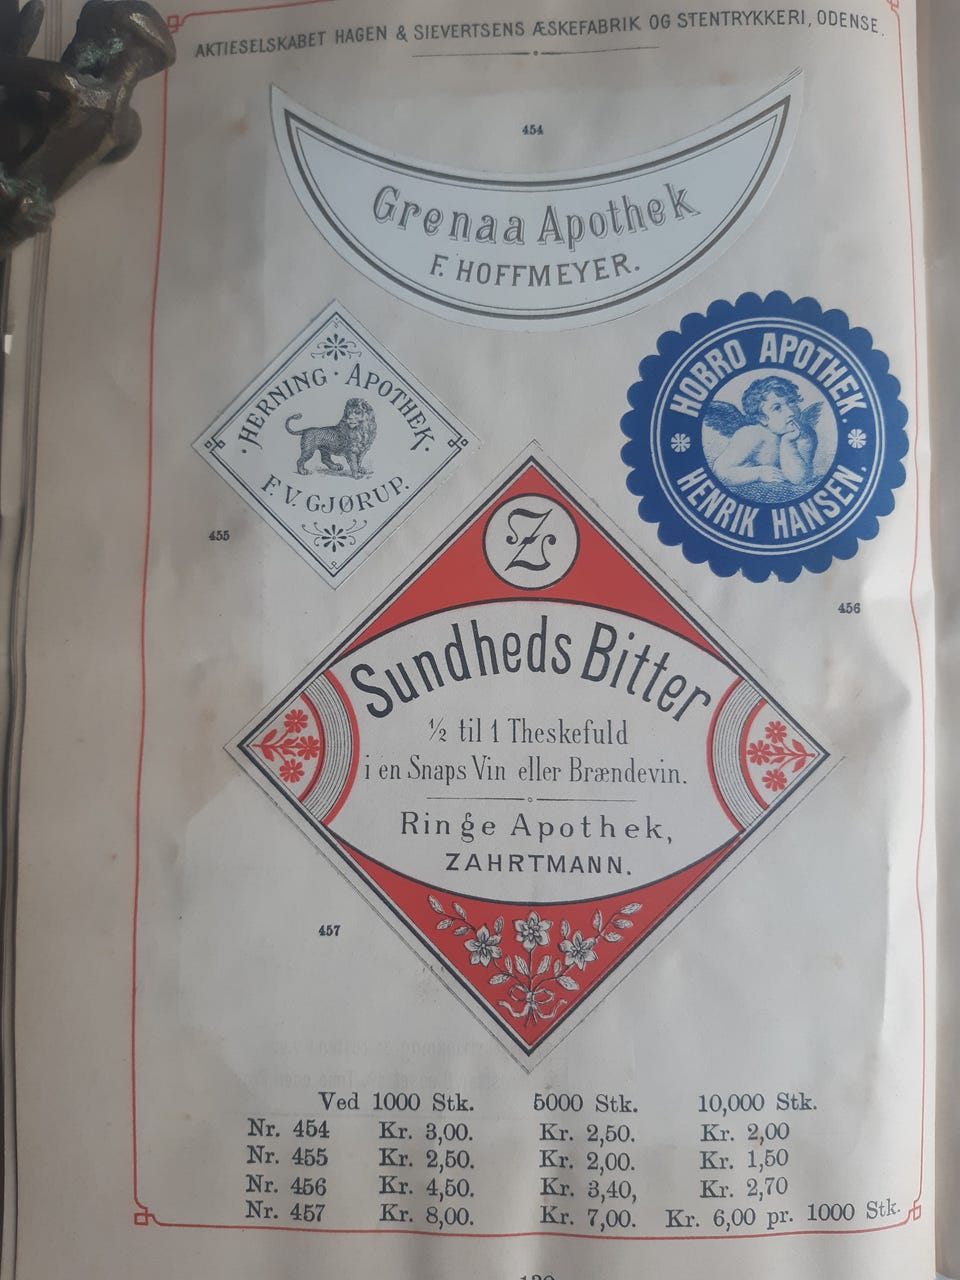 AKTIESELSKABET HAGEN & SIEVERTSENS ÆSKEFABRIK OG STENTRYKKERI, ODENSE.
454
Grenaa Apothek
F. HOFFMEYER.
· HERNING · APOTHEK ·
F. V. GJØRUP.
455
HOBRO APOTHEK.
HENRIK HANSEN.
456
Z
Sundheds Bitter
½ til 1 Theskefuld
i en Snaps Vin eller Brændevin.
Ringe Apothek,
ZAHRTMANN.
457
Ved 1000 Stk. 5000 Stk. 10,000 Stk.
Nr. 454 Kr. 3,00. Kr. 2,50. Kr. 2,00
Nr. 455 Kr. 2,50. Kr. 2,00. Kr. 1,50
Nr. 456 Kr. 4,50. Kr. 3,40, Kr. 2,70
Nr. 457 Kr. 8,00. Kr. 7,00. Kr. 6,00 pr. 1000 Stk.